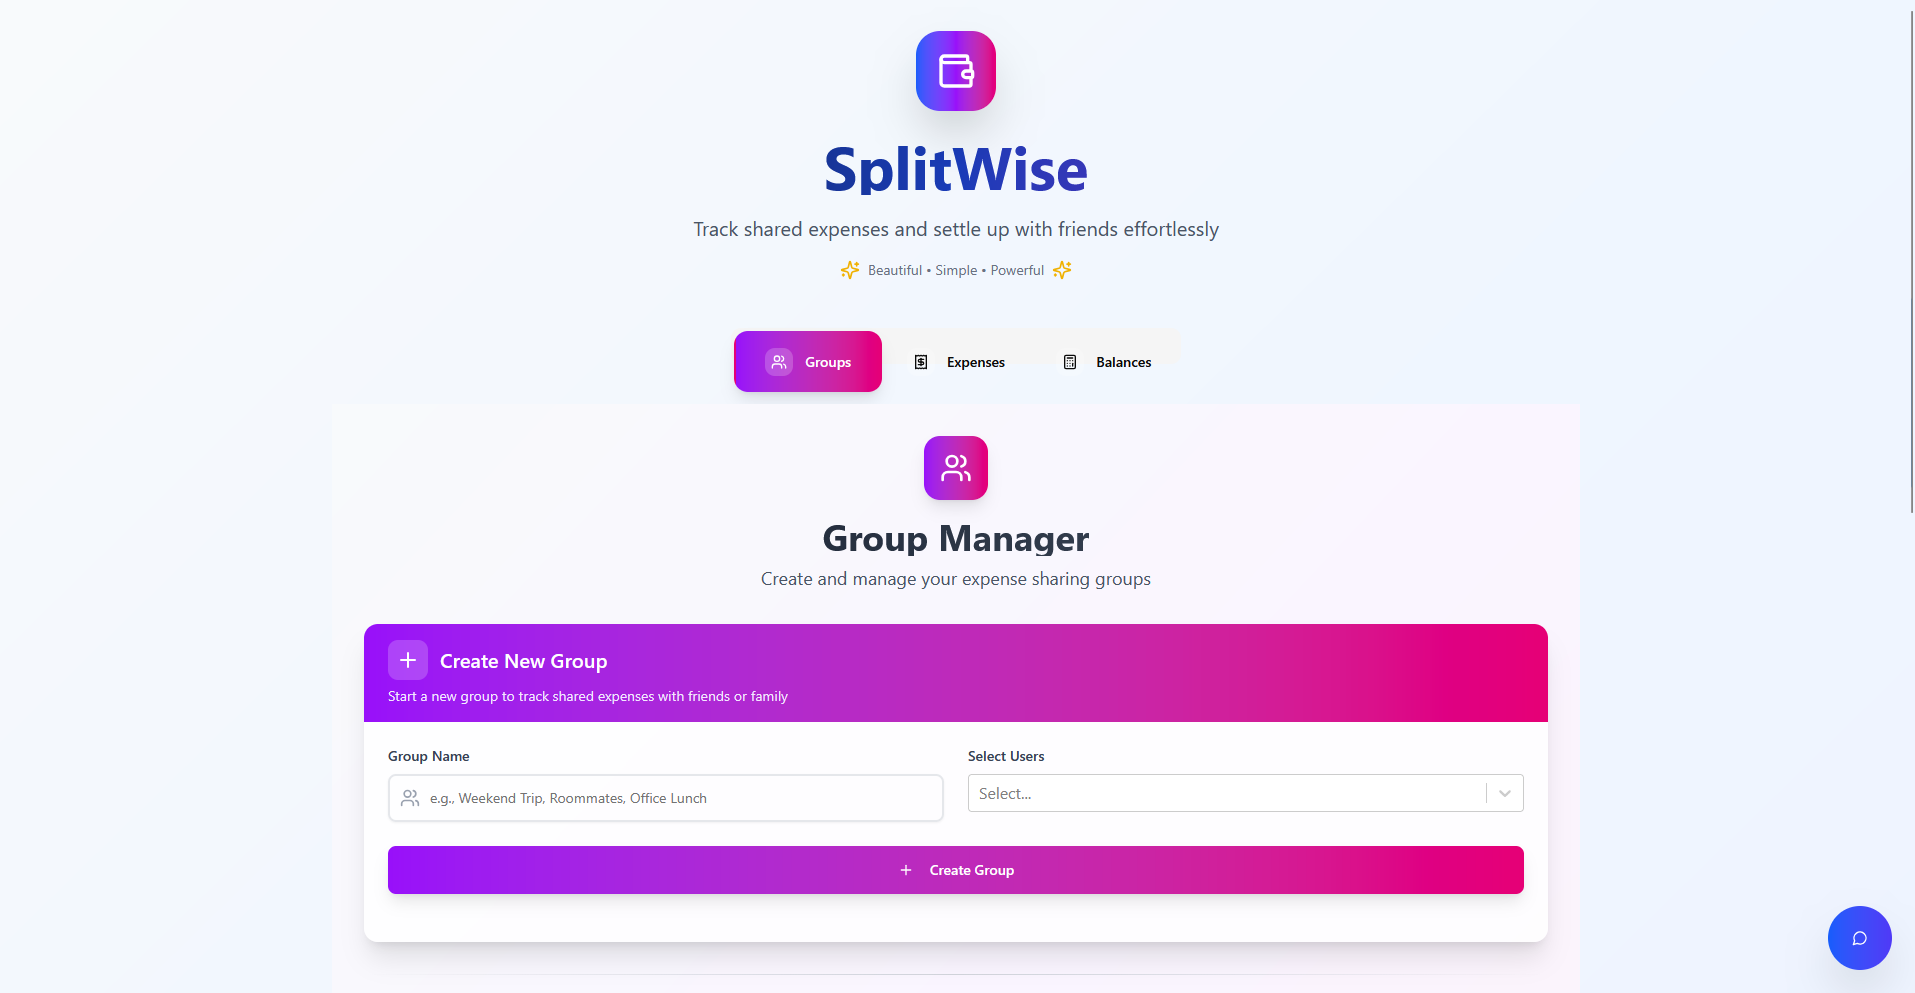 SplitWise
Track shared expenses and settle up with friends effortlessly
Beautiful • Simple • Powerful
Groups
Expenses
Balances
Group Manager
Create and manage your expense sharing groups
Create New Group
Start a new group to track shared expenses with friends or family
Group Name
Select Users
e.g., Weekend Trip, Roommates, Office Lunch
Select...
Create Group